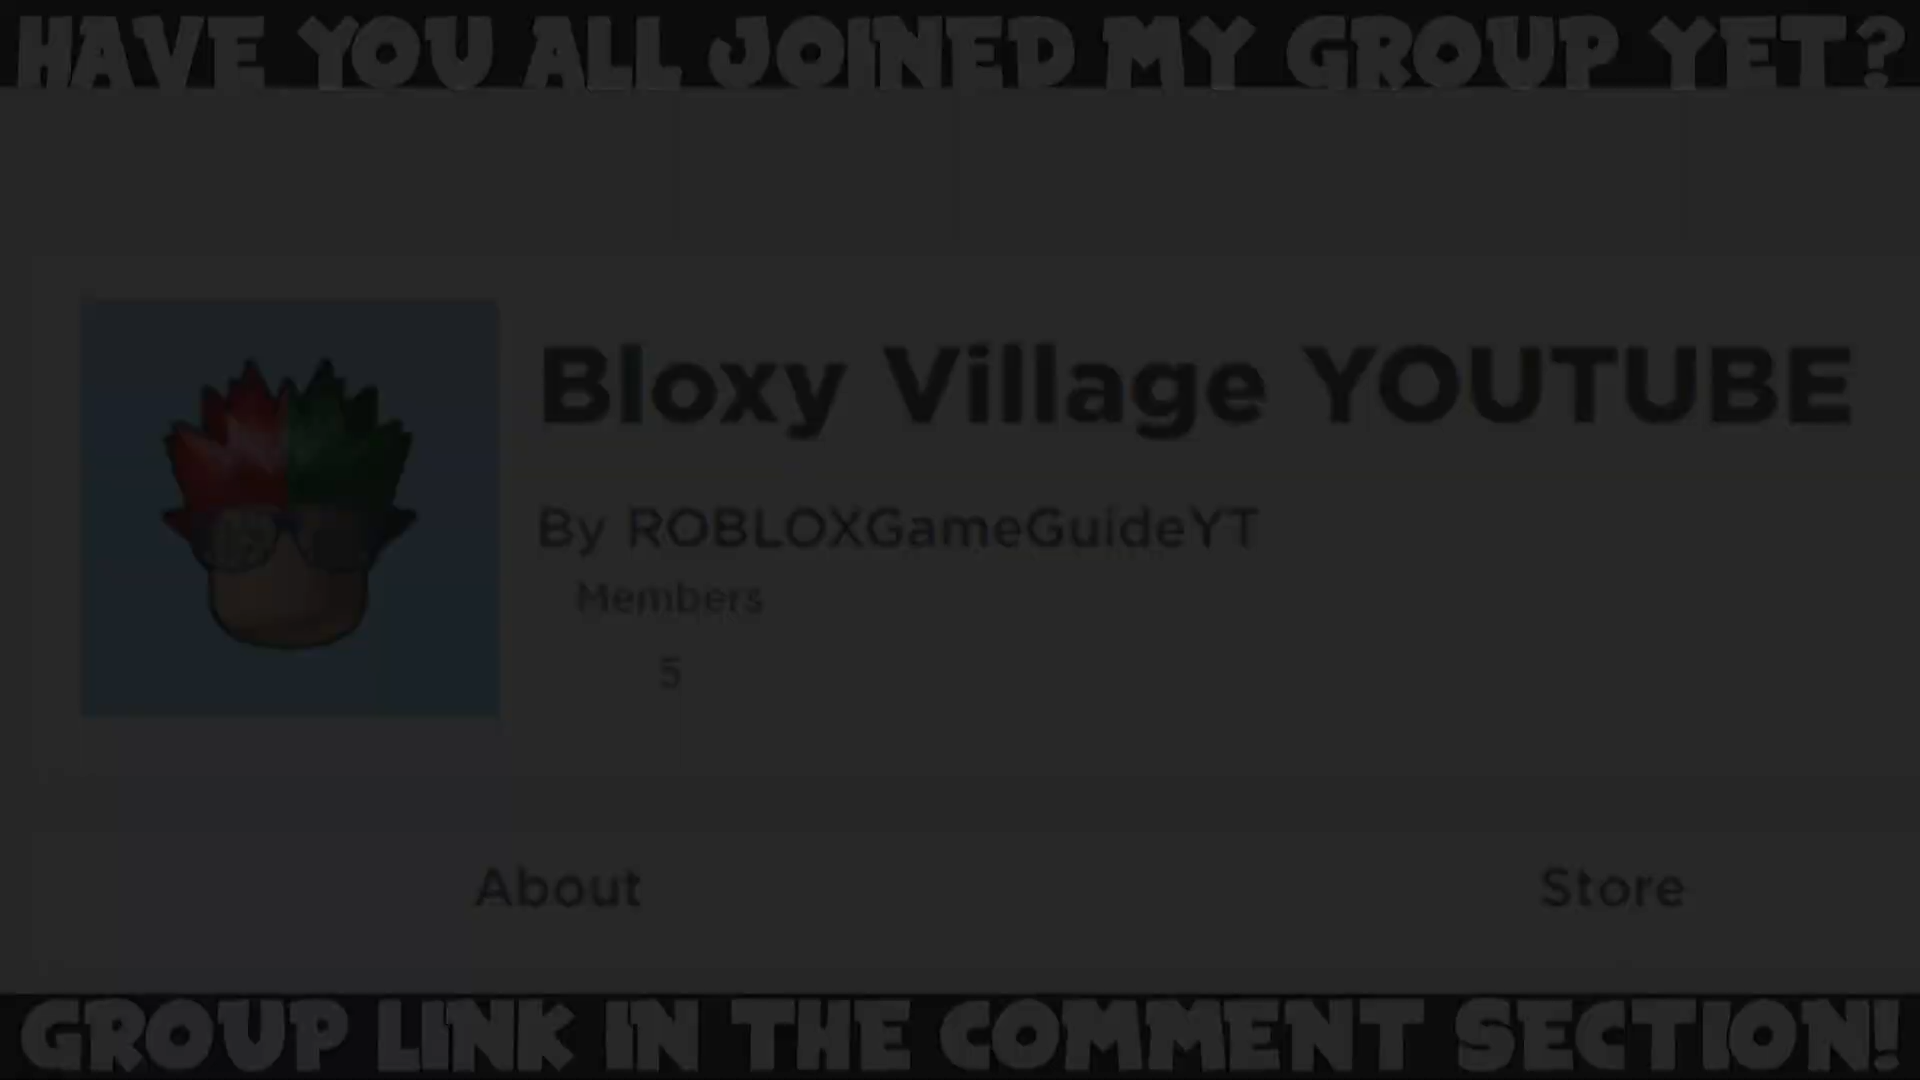 HAVE YOU ALL JOINED MY GROUP YET?
Bloxy Village YOUTUBE
By ROBLOXGameGuideYT
Members
5
About Store
GROUP LINK IN THE COMMENT SECTION!